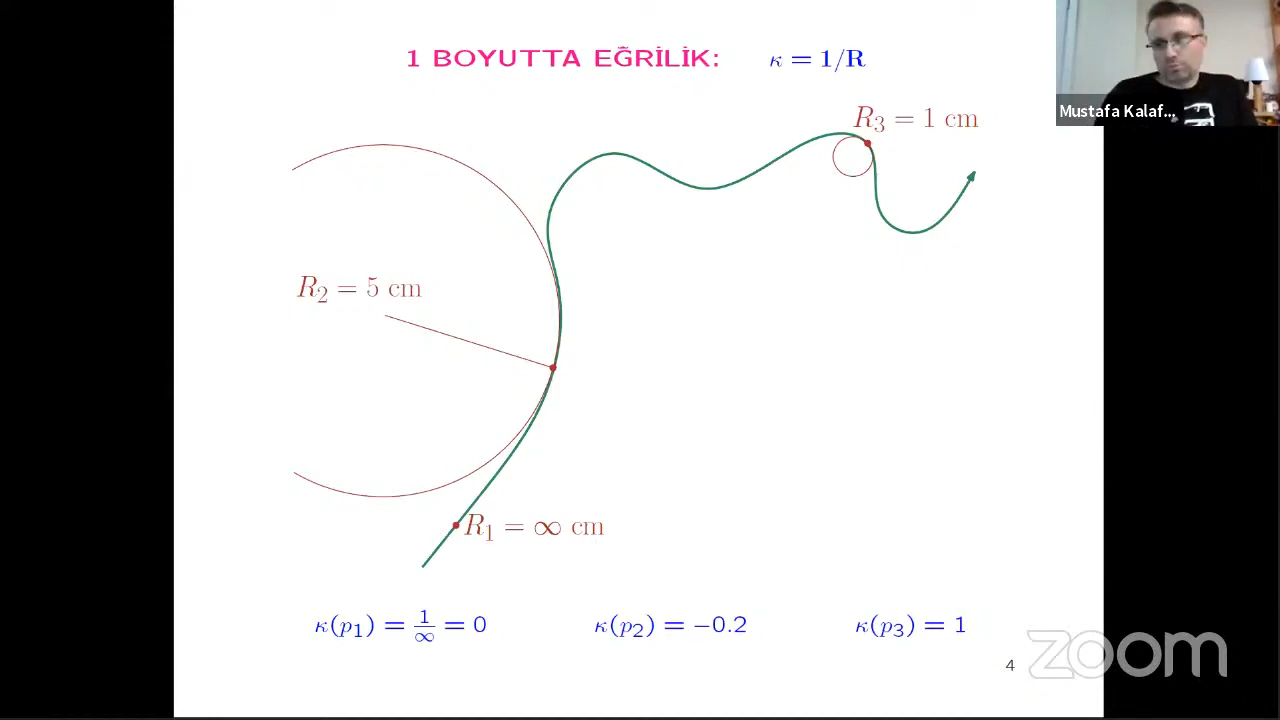 1 BOYUTTA EĞRİLİK: κ = 1/R
Mustafa Kalaf...
R₃ = 1 cm
R₂ = 5 cm
R₁ = ∞ cm
κ(p₁) = 1/∞ = 0 κ(p₂) = −0.2 κ(p₃) = 1
4
zoom